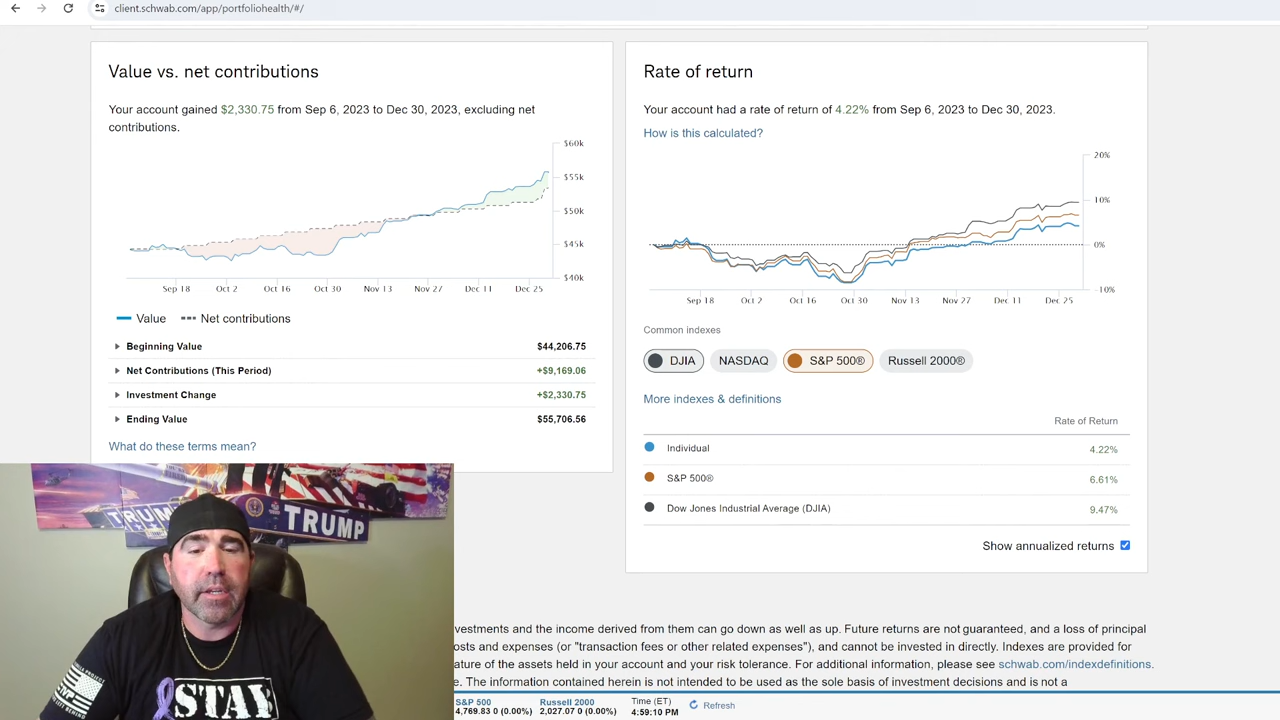 client.schwab.com/app/portfoliohealth/#/
Value vs. net contributions
Your account gained $2,330.75 from Sep 6, 2023 to Dec 30, 2023, excluding net
contributions.
$60k
$55k
$50k
$45k
$40k
Sep 18 Oct 2 Oct 16 Oct 30 Nov 13 Nov 27 Dec 11 Dec 25
Value Net contributions
Beginning Value $44,206.75
Net Contributions (This Period) +$9,169.06
Investment Change +$2,330.75
Ending Value $55,706.56
What do these terms mean?
Rate of return
Your account had a rate of return of 4.22% from Sep 6, 2023 to Dec 30, 2023.
How is this calculated?
20%
10%
0%
-10%
Sep 18 Oct 2 Oct 16 Oct 30 Nov 13 Nov 27 Dec 11 Dec 25
Common indexes
DJIA NASDAQ S&P 500® Russell 2000®
More indexes & definitions
Rate of Return
Individual 4.22%
S&P 500® 6.61%
Dow Jones Industrial Average (DJIA) 9.47%
Show annualized returns
vestments and the income derived from them can go down as well as up. Future returns are not guaranteed, and a loss of principal
osts and expenses (or "transaction fees or other related expenses"), and cannot be invested in directly. Indexes are provided for
ature of the assets held in your account and your risk tolerance. For additional information, please see schwab.com/indexdefinitions.
e. The information contained herein is not intended to be used as the sole basis of investment decisions and is not a
S&P 500 Russell 2000 Time (ET)
4,769.83 0 (0.00%) 2,027.07 0 (0.00%) 4:59:10 PM Refresh
TRUMP
TRUMP
STAY